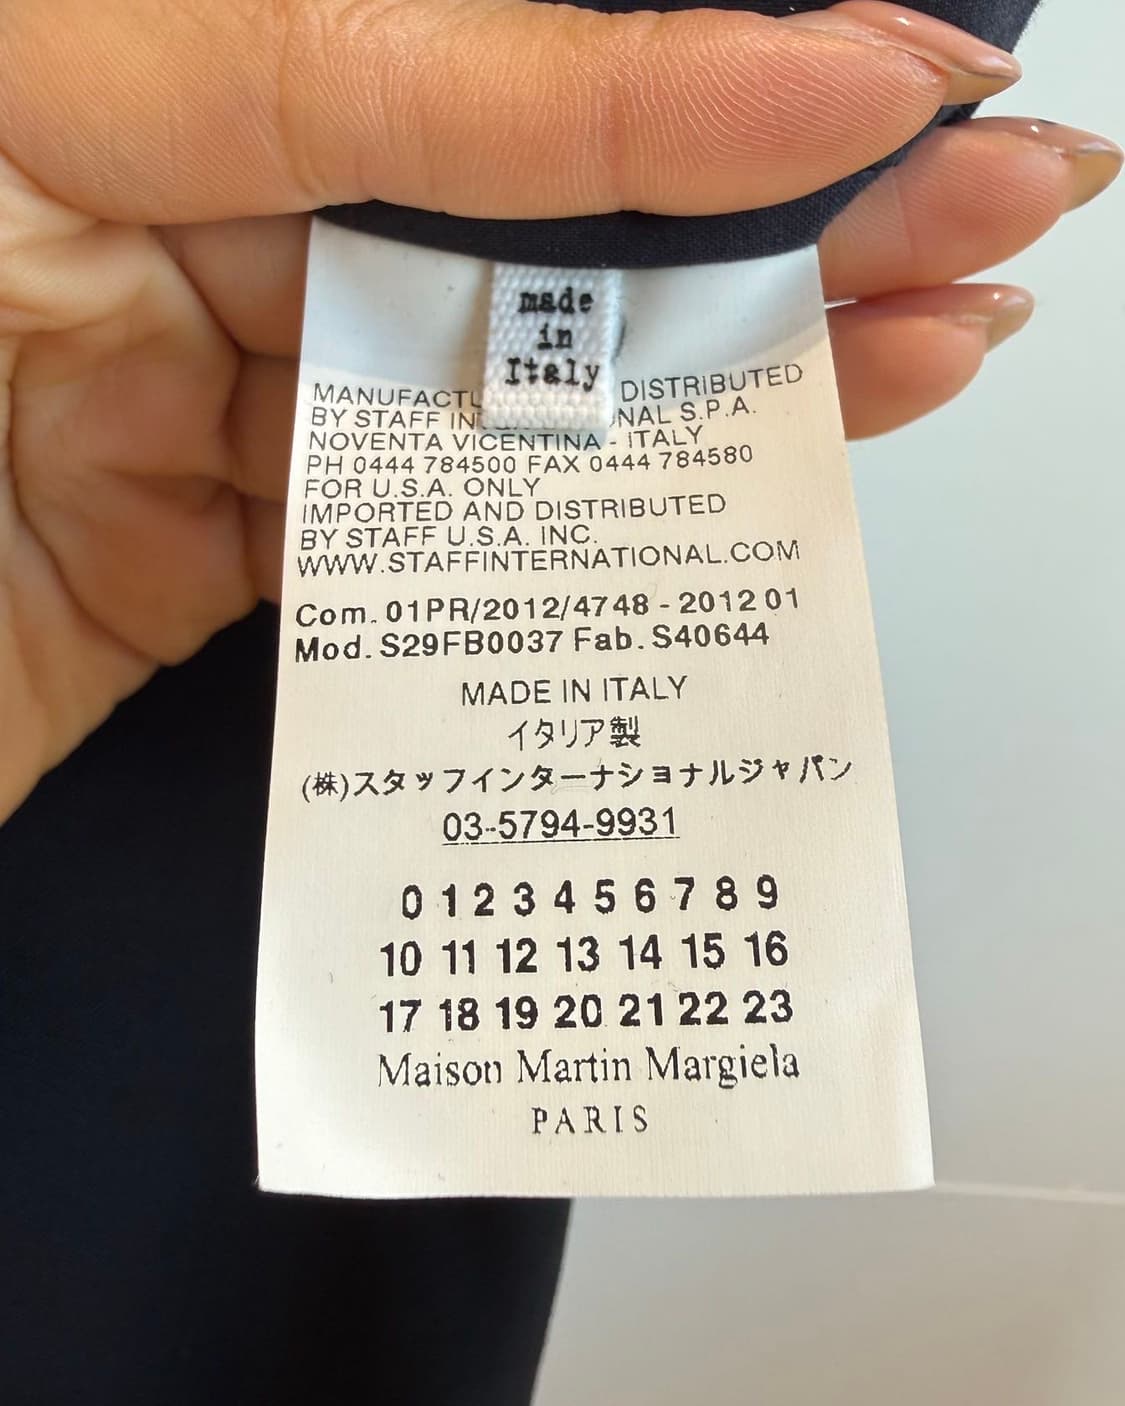 made
in
Italy
MANUFACTU DISTRIBUTED
BY STAFF IN NAL S.P.A.
NOVENTA VICENTINA - ITALY
PH 0444 784500 FAX 0444 784580
FOR U.S.A. ONLY
IMPORTED AND DISTRIBUTED
BY STAFF U.S.A. INC.
WWW.STAFFINTERNATIONAL.COM
Com. 01PR/2012/4748 - 2012 01
Mod. S29FB0037 Fab. S40644
MADE IN ITALY
イタリア製
(株)スタッフインターナショナルジャパン
03-5794-9931
0 1 2 3 4 5 6 7 8 9
10 11 12 13 14 15 16
17 18 19 20 21 22 23
Maison Martin Margiela
PARIS